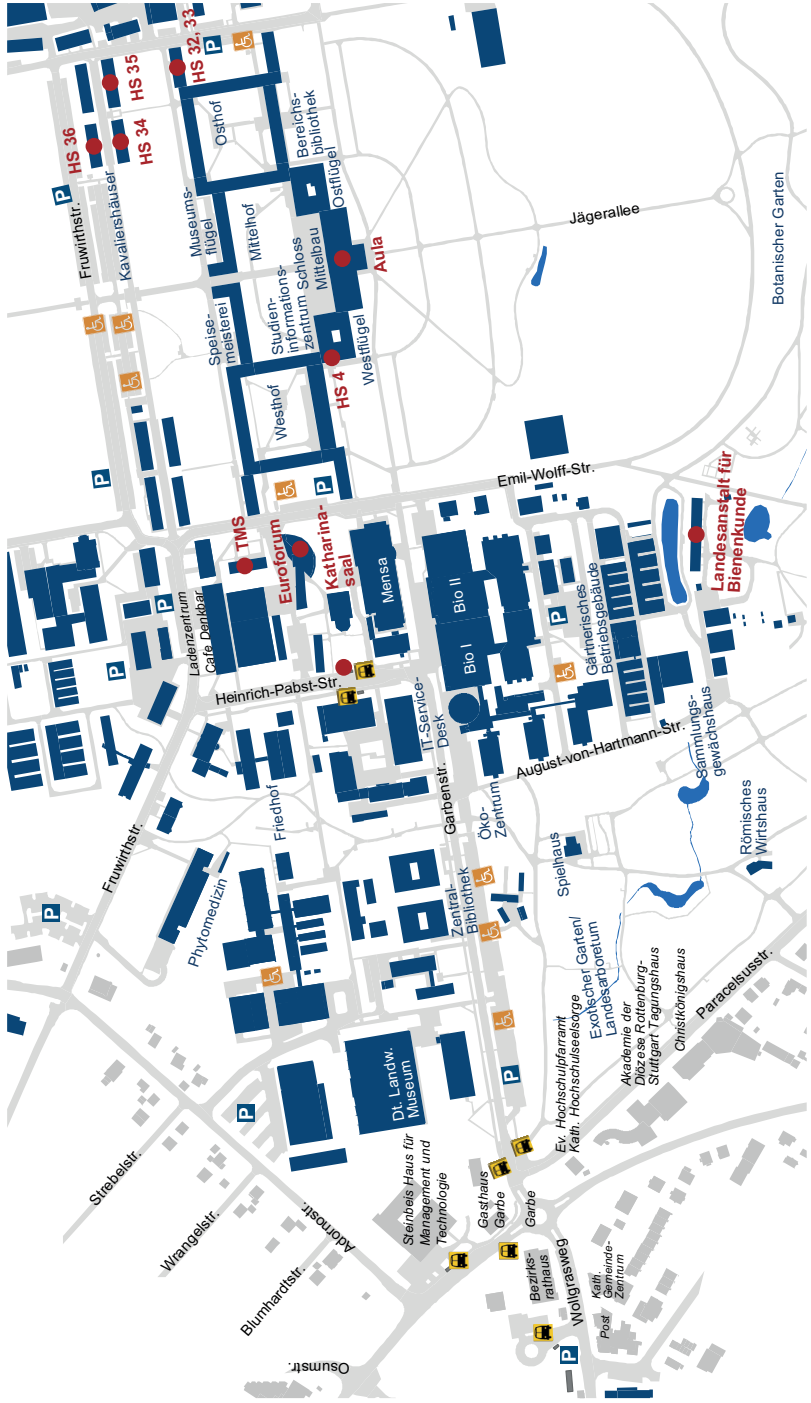 HS 36
HS 35
HS 34
HS 32, 33
P
P
Fruwirthstr.
Kavaliershäuser
Osthof
Bereichs-
bibliothek
Ostflügel
Museums-
flügel
Mittelhof
Schloss
Mittelbau
Aula
Jägerallee
Botanischer Garten
Speise-
meisterei
Studien-
informations-
zentrum
Westhof
HS 4
Westflügel
P
P
Emil-Wolff-Str.
TMS
Euroforum
Katharina-
saal
Mensa
Bio II
Bio I
Landesanstalt für
Bienenkunde
P
P
P
Ladenzentrum
Cafe Denkbar
Heinrich-Pabst-Str.
Gärtnerisches
Betriebsgebäude
IT-Service-
Desk
August-von-Hartmann-Str.
Sammlungs-
gewächshaus
Garbenstr.
Friedhof
Öko-
Zentrum
Spielhaus
Römisches
Wirtshaus
Fruwirthstr.
P
Phytomedizin
Zentral-
Bibliothek
Exotischer Garten/
Landesarboretum
P
P
Dt. Landw.
Museum
Ev. Hochschulpfarramt
Kath. Hochschulseelsorge
Akademie der
Diözese Rottenburg-
Stuttgart Tagungshaus
Christkönigshaus
Paracelsusstr.
Strebelstr.
Wrangelstr.
Adornostr.
Blumhardtstr.
Osumstr.
Steinbeis Haus für
Management und
Technologie
Gasthaus
Garbe
Garbe
Bezirks-
rathaus
Wollgrasweg
Kath.
Gemeinde-
Zentrum
Post
P